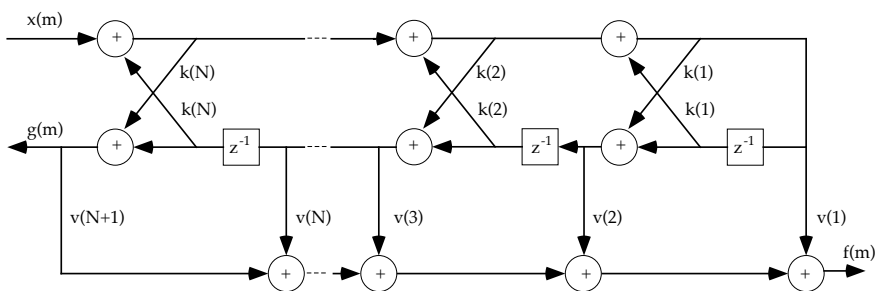 x(m)
+
+
+
k(N)
k(2)
k(1)
k(N)
k(2)
k(1)
g(m)
+
z-1
+
z-1
+
z-1
v(N+1)
v(N)
v(3)
v(2)
v(1)
f(m)
+
+
+
+